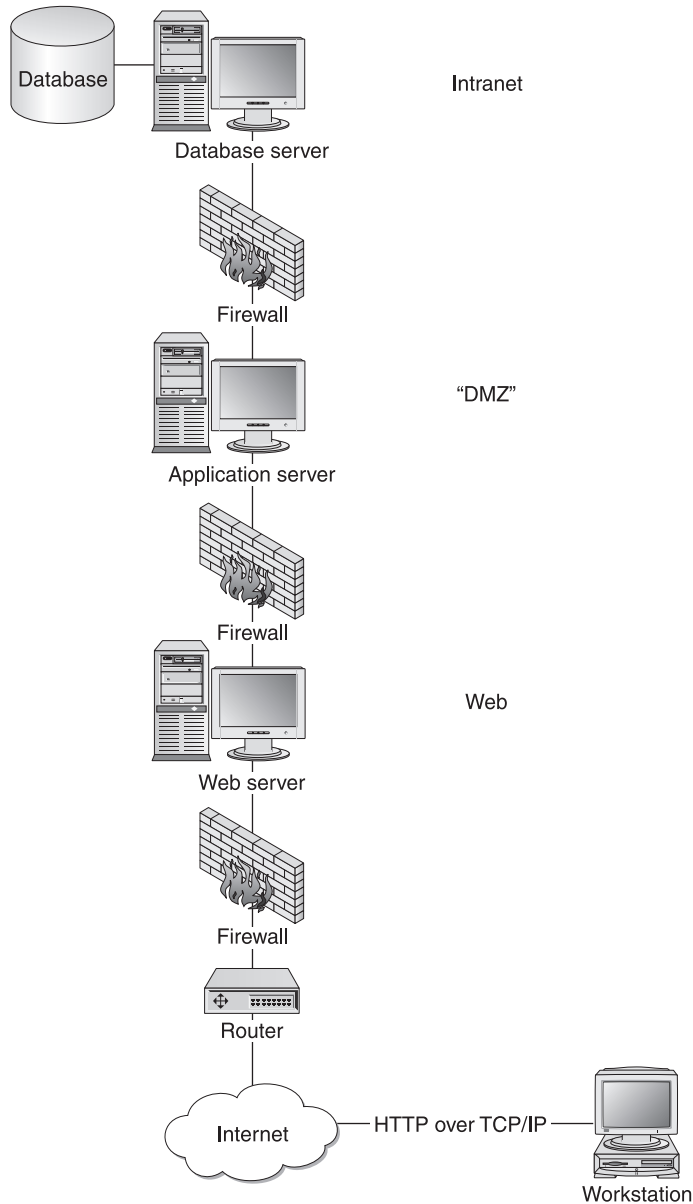 Database
Intranet
Database server
Firewall
“DMZ”
Application server
Firewall
Web
Web server
Firewall
Router
Internet
HTTP over TCP/IP
Workstation